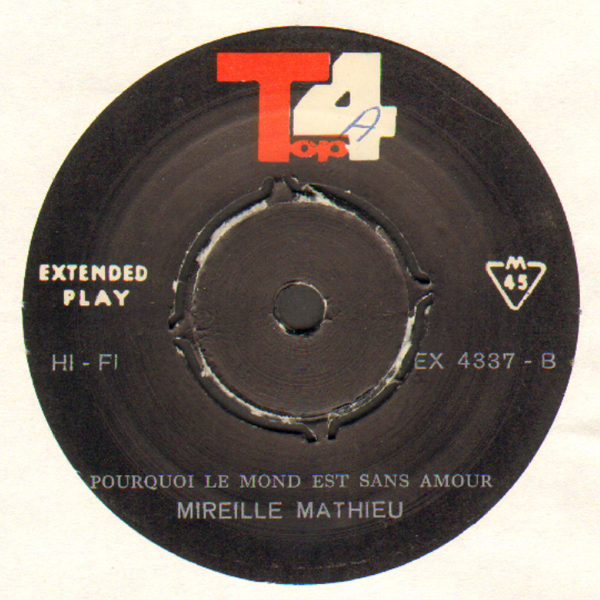 Top 4
A
EXTENDED
PLAY
M
45
HI - FI
EX 4337 - B
POURQUOI LE MOND EST SANS AMOUR
MIREILLE MATHIEU